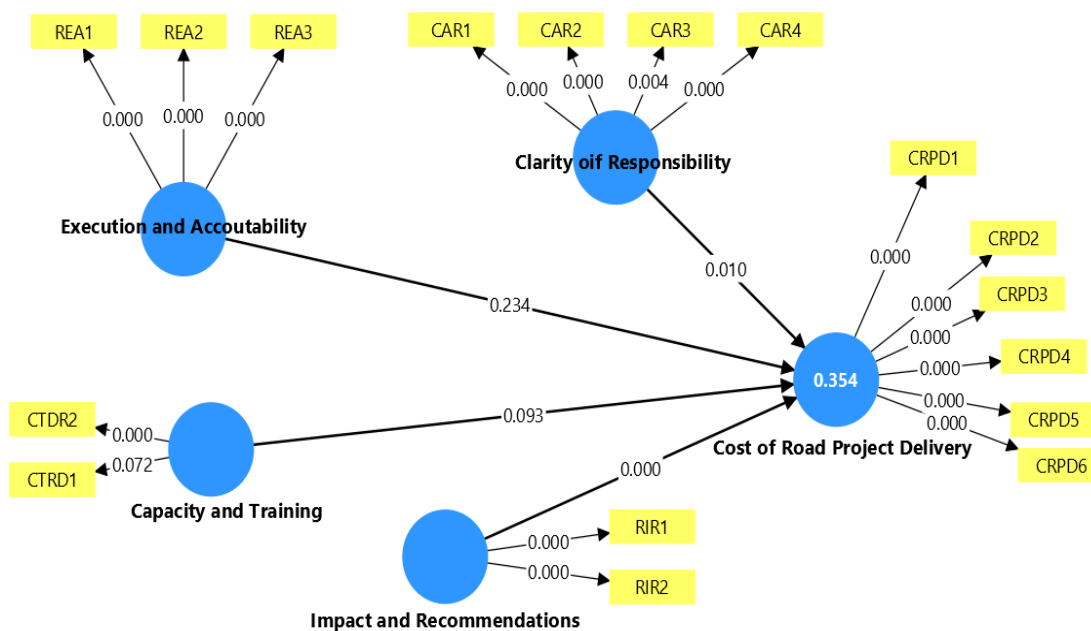 REA1
REA2
REA3
CAR1
CAR2
CAR3
CAR4
0.000
0.000
0.000
0.000
0.000
0.004
0.000
Clarity oif Responsibility
CRPD1
Execution and Accoutability
0.000
CRPD2
0.010
0.234
CRPD3
0.000
0.000
CRPD4
0.354
0.000
0.000
CRPD5
0.000
CRPD6
Cost of Road Project Delivery
CTDR2
0.000
0.093
CTRD1
0.072
0.000
Capacity and Training
RIR1
0.000
0.000
RIR2
Impact and Recommendations